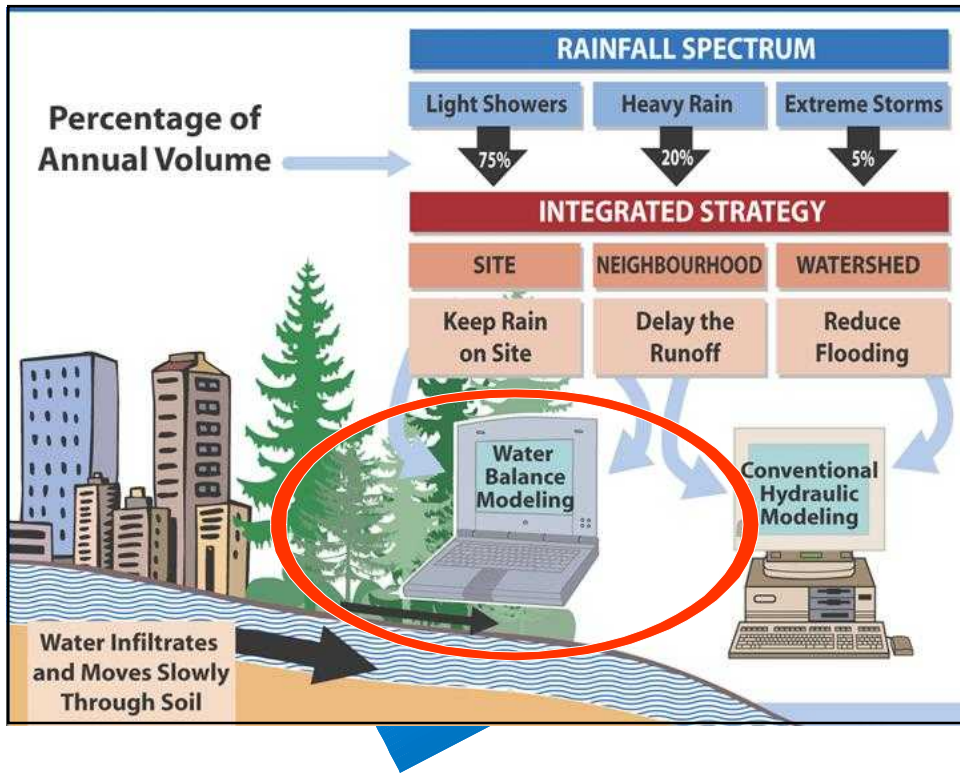 RAINFALL SPECTRUM
Light Showers
Heavy Rain
Extreme Storms
Percentage of
Annual Volume
75%
20%
5%
INTEGRATED STRATEGY
SITE
NEIGHBOURHOOD
WATERSHED
Keep Rain
on Site
Delay the
Runoff
Reduce
Flooding
Water
Balance
Modeling
Conventional
Hydraulic
Modeling
Water Infiltrates
and Moves Slowly
Through Soil